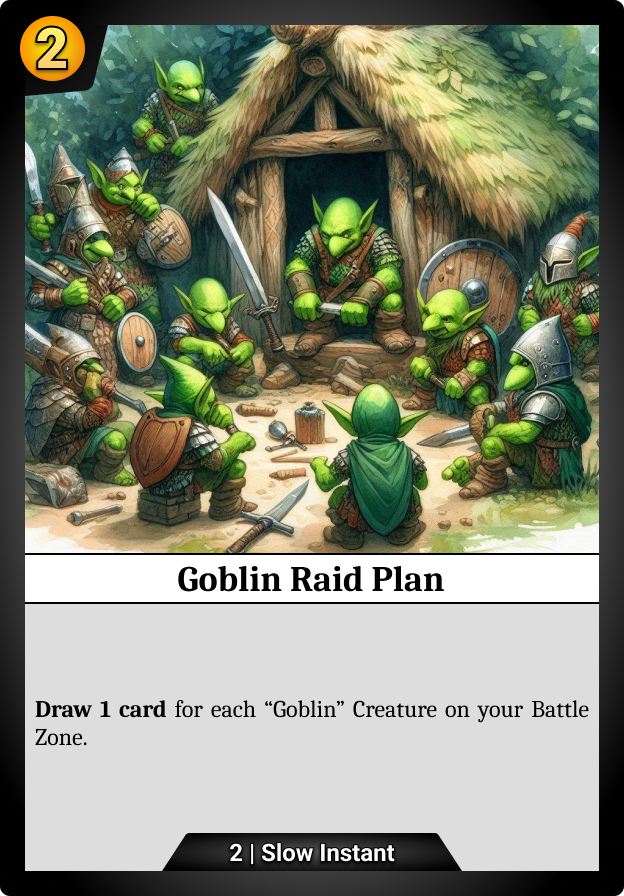 2
Goblin Raid Plan
Draw 1 card for each “Goblin” Creature on your Battle
Zone.
2 | Slow Instant